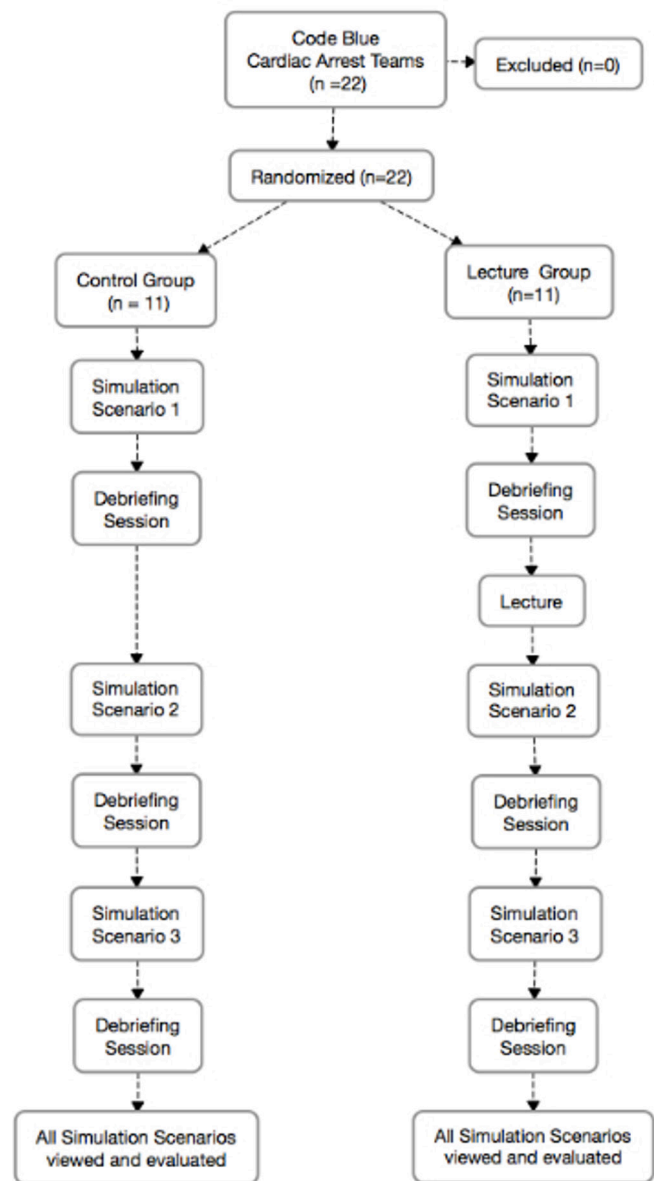 Code Blue
Cardiac Arrest Teams
(n =22)
Excluded (n=0)
Randomized (n=22)
Control Group
(n = 11)
Simulation
Scenario 1
Debriefing
Session
Simulation
Scenario 2
Debriefing
Session
Simulation
Scenario 3
Debriefing
Session
All Simulation Scenarios
viewed and evaluated
Lecture Group
(n=11)
Simulation
Scenario 1
Debriefing
Session
Lecture
Simulation
Scenario 2
Debriefing
Session
Simulation
Scenario 3
Debriefing
Session
All Simulation Scenarios
viewed and evaluated